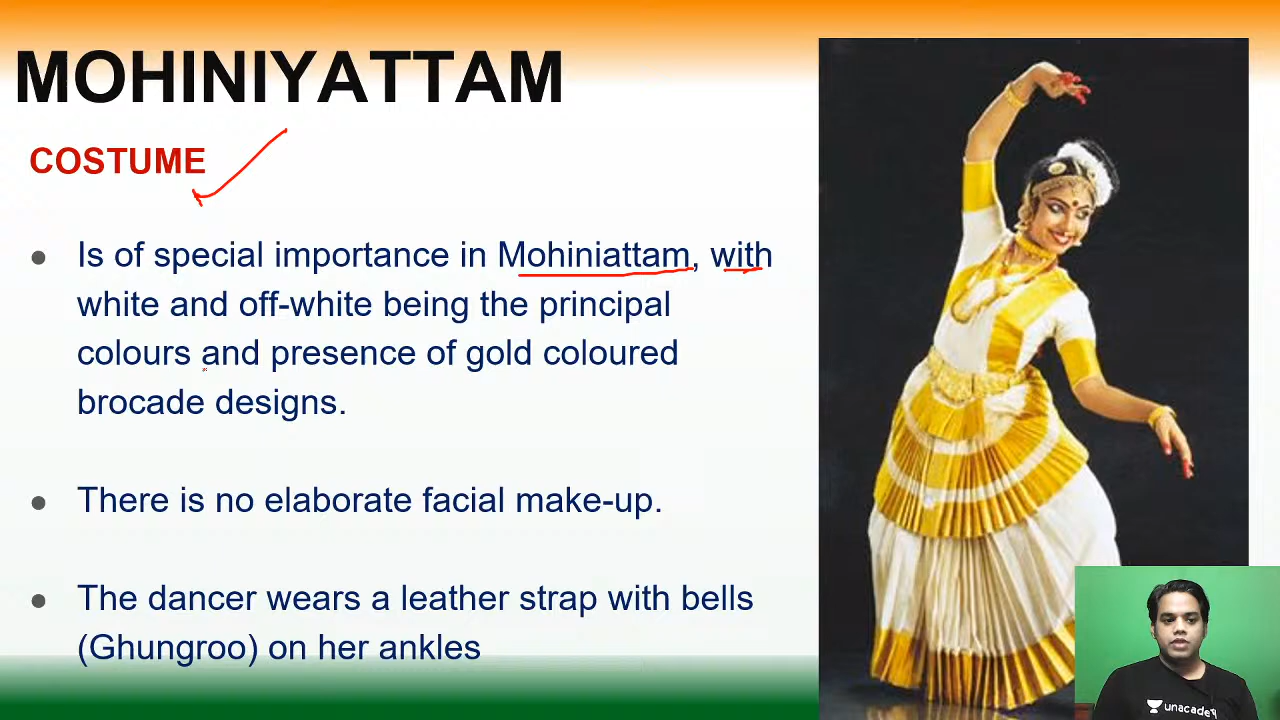 MOHINIYATTAM
COSTUME
● Is of special importance in Mohiniattam, with
white and off-white being the principal
colours and presence of gold coloured
brocade designs.
● There is no elaborate facial make-up.
● The dancer wears a leather strap with bells
(Ghungroo) on her ankles
unacademy